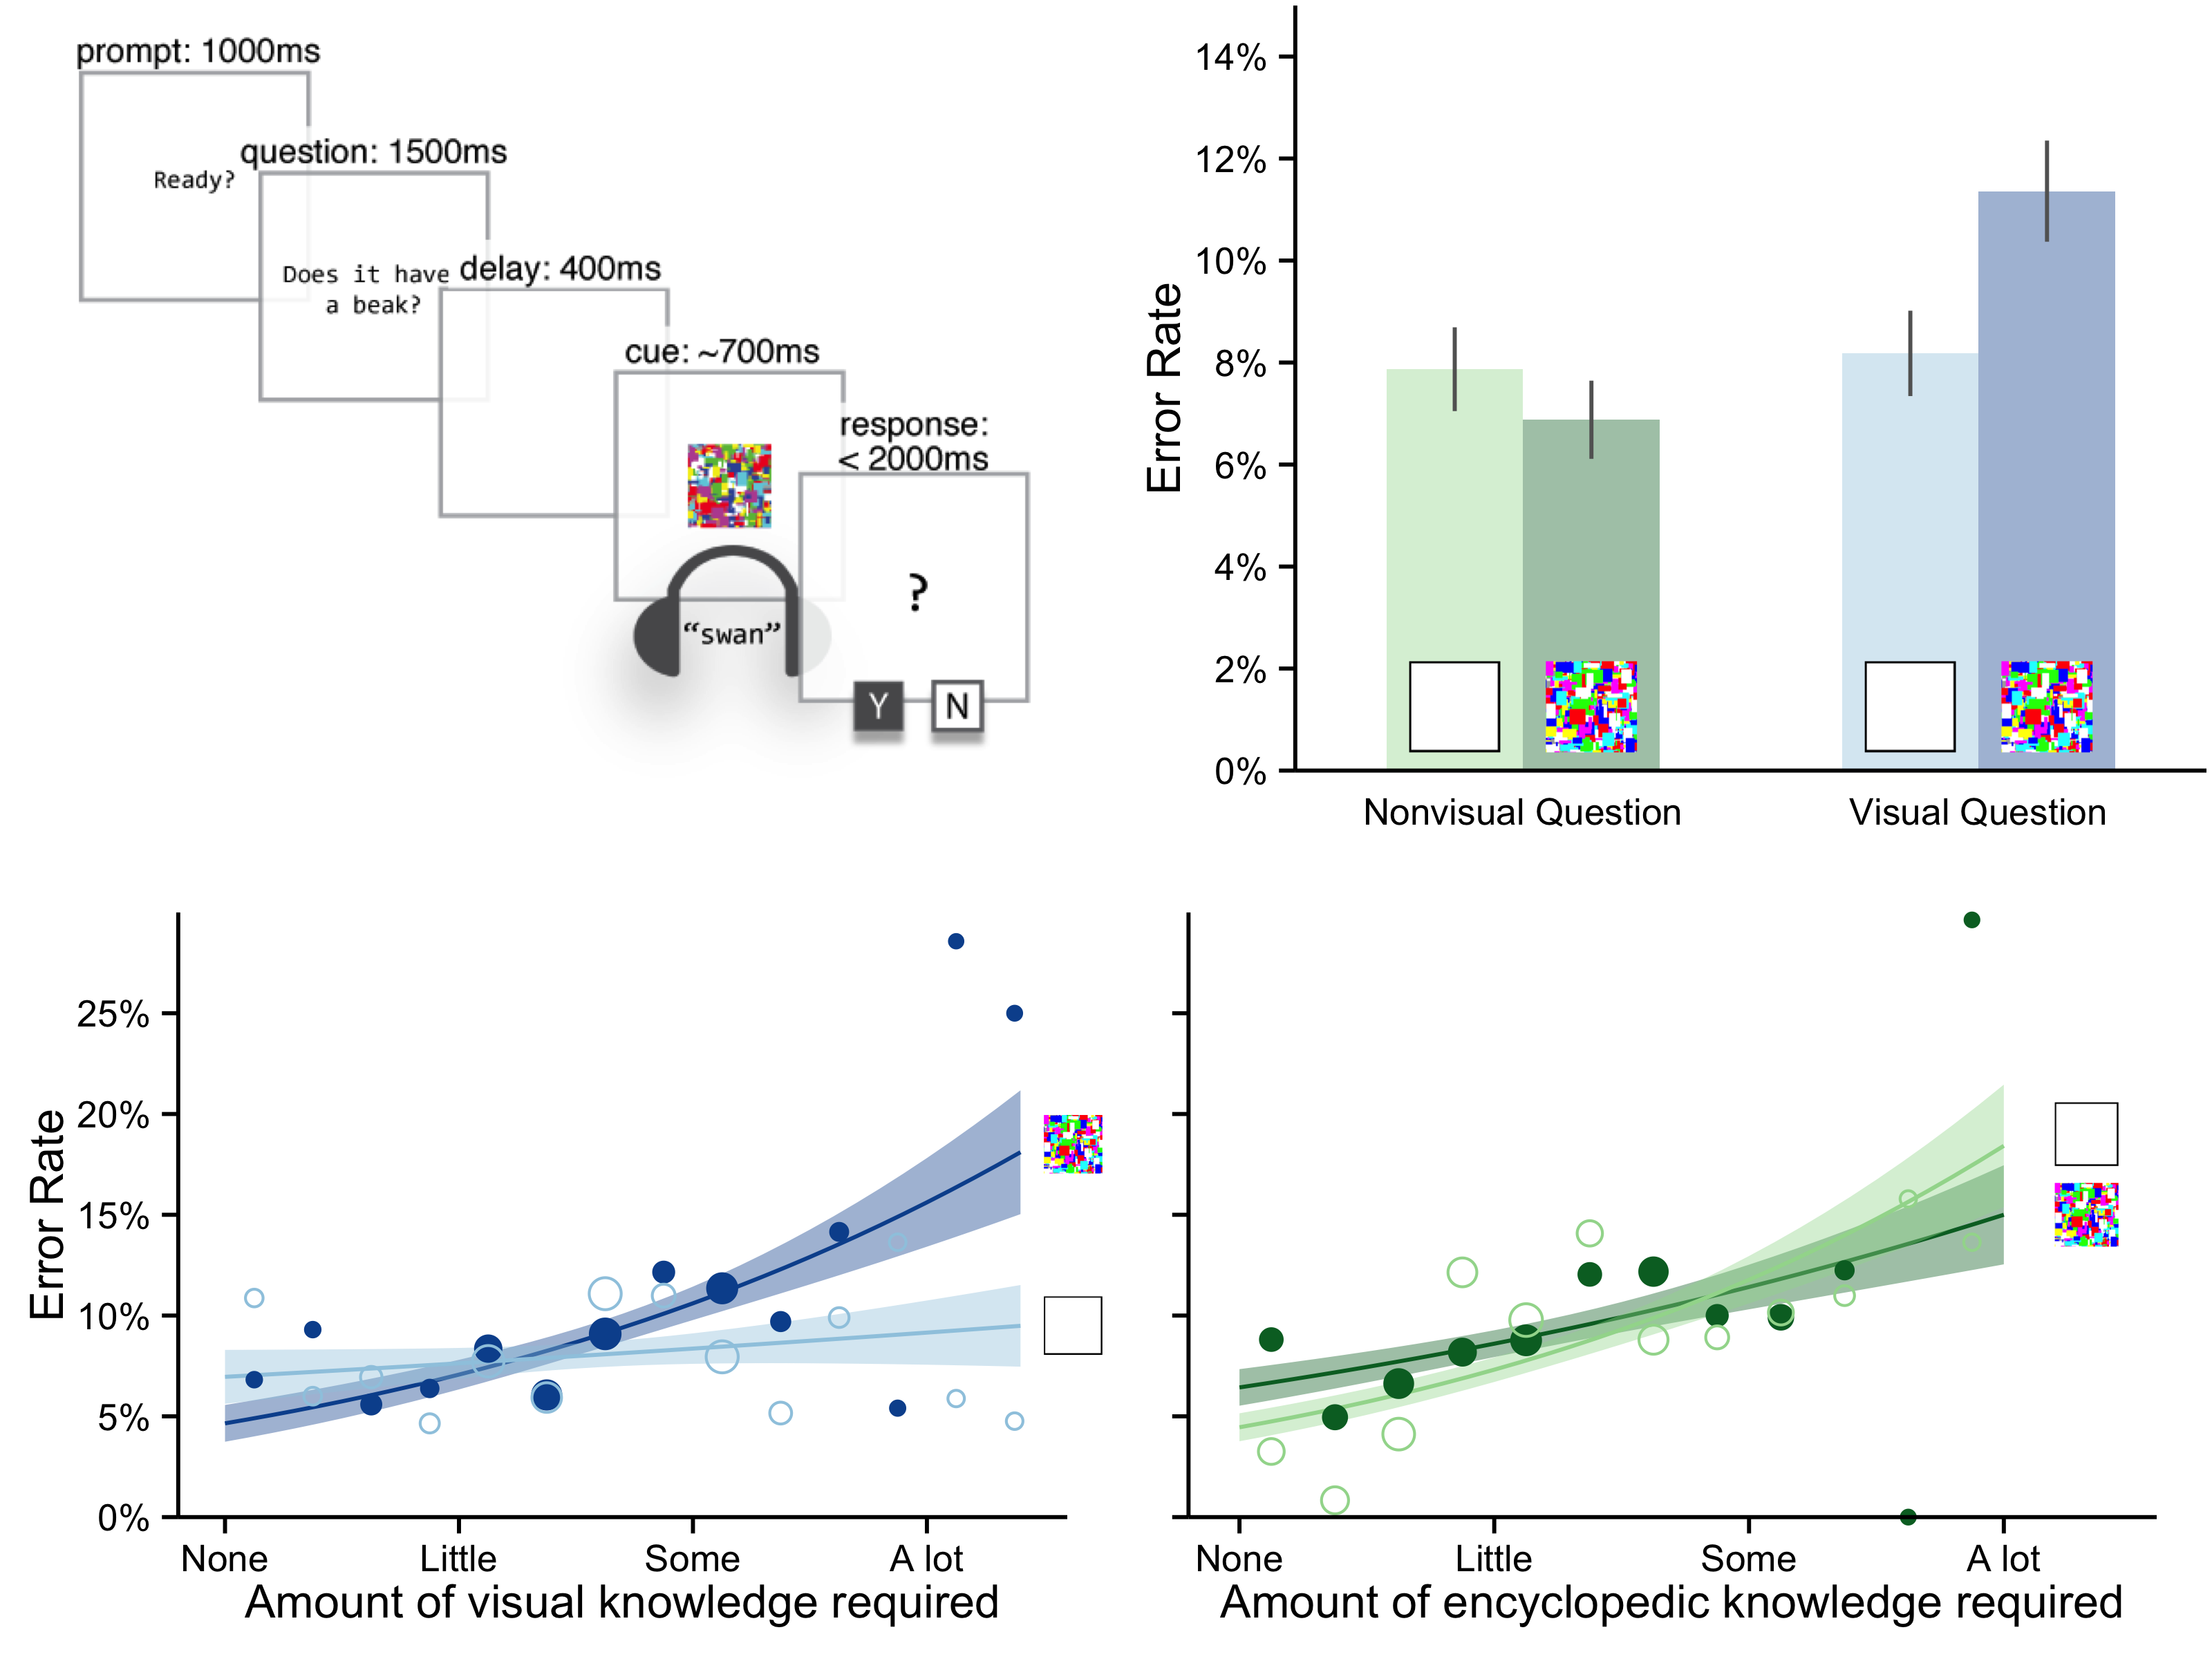 prompt: 1000ms
Ready?
question: 1500ms
Does it have
a beak?
delay: 400ms
cue: ~700ms
“swan”
response:
< 2000ms
?
Y N
Error Rate
14%
12%
10%
8%
6%
4%
2%
0%
Nonvisual Question Visual Question
Error Rate
25%
20%
15%
10%
5%
0%
None Little Some A lot
Amount of visual knowledge required
None Little Some A lot
Amount of encyclopedic knowledge required